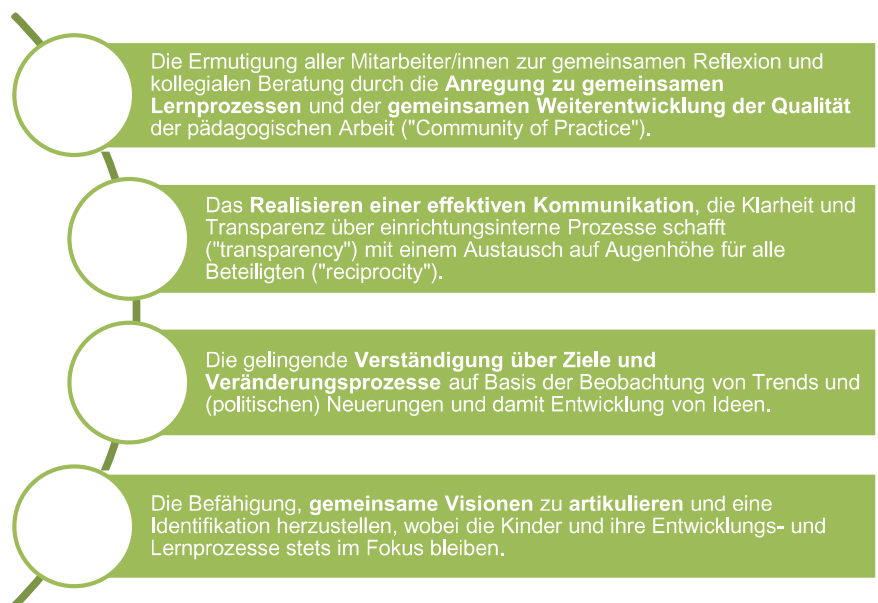 Die Ermutigung aller Mitarbeiter/innen zur gemeinsamen Reflexion und
kollegialen Beratung durch die Anregung zu gemeinsamen
Lernprozessen und der gemeinsamen Weiterentwicklung der Qualität
der pädagogischen Arbeit ("Community of Practice").
Das Realisieren einer effektiven Kommunikation, die Klarheit und
Transparenz über einrichtungsinterne Prozesse schafft
("transparency") mit einem Austausch auf Augenhöhe für alle
Beteiligten ("reciprocity").
Die gelingende Verständigung über Ziele und
Veränderungsprozesse auf Basis der Beobachtung von Trends und
(politischen) Neuerungen und damit Entwicklung von Ideen.
Die Befähigung, gemeinsame Visionen zu artikulieren und eine
Identifikation herzustellen, wobei die Kinder und ihre Entwicklungs- und
Lernprozesse stets im Fokus bleiben.